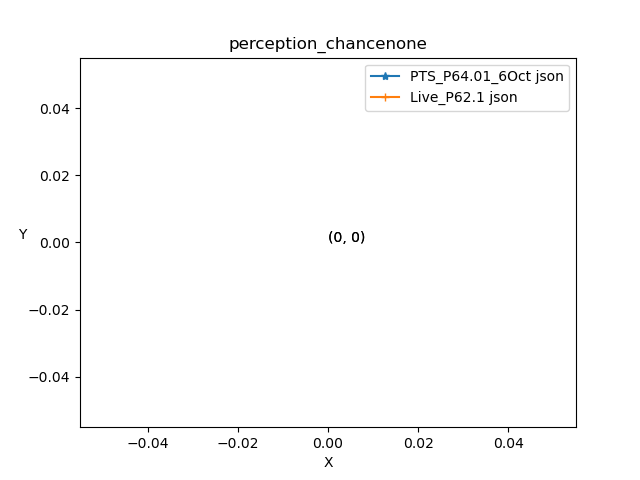 perception_chancenone
PTS_P64.01_6Oct json
Live_P62.1 json
0.04
0.02
Y
0.00
(0, 0)
−0.02
−0.04
−0.04
−0.02
0.00
0.02
0.04
X